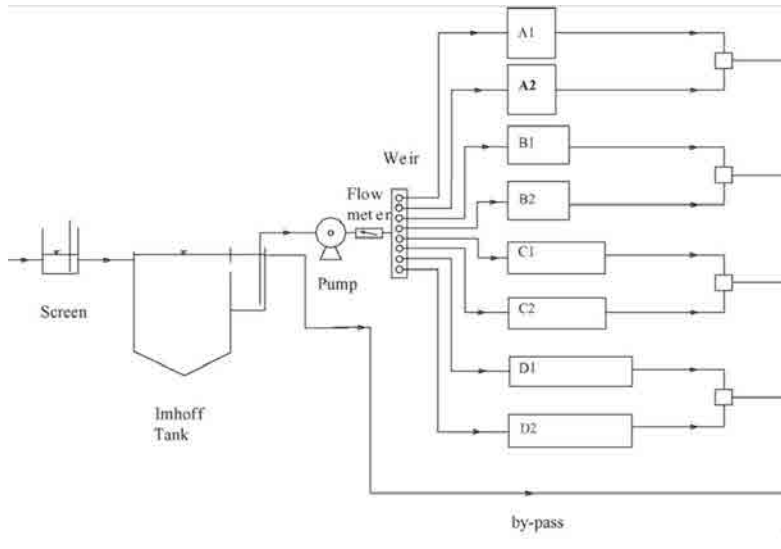 A1
A2
Weir
B1
Flow
meter
B2
C1
Screen
Pump
C2
D1
Imhoff
Tank
D2
by-pass